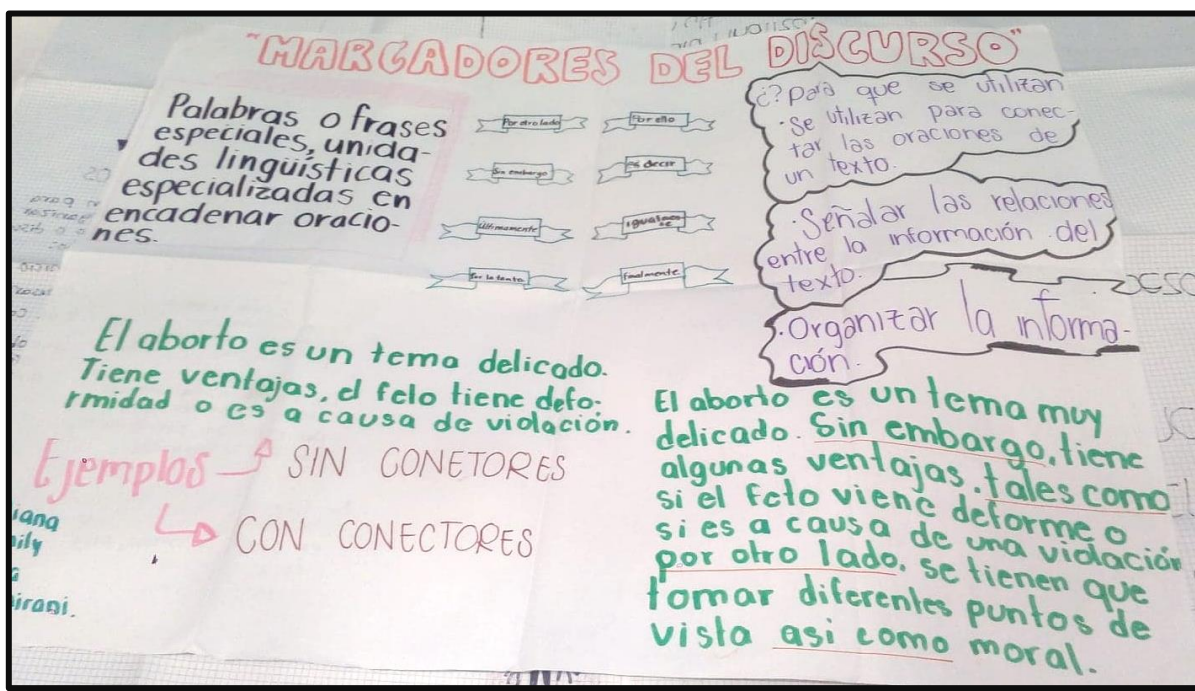 "MARCADORES DEL DISCURSO"
Palabras o frases
especiales, unida-
des lingüísticas
especializadas en
encadenar oracio-
nes.
Por otro lado
Por ello
Sin embargo
es decir
Últimamente
igualmen
te
Por lo tanto
Finalmente
¿? Para que se utilizan
·Se utilizan para conec-
tar las oraciones de
un texto.
·Señalar las relaciones
entre la información del
texto.
·Organizar la informa-
ción.
El aborto es un tema delicado.
Tiene ventajas, el feto tiene defo-
rmidad o es a causa de violación.
Ejemplos
SIN CONETORES
CON CONECTORES
El aborto es un tema muy
delicado. Sin embargo, tiene
algunas ventajas, tales como
si el feto viene deforme o
si es a causa de una violación
por otro lado, se tienen que
tomar diferentes puntos de
vista asi como moral.